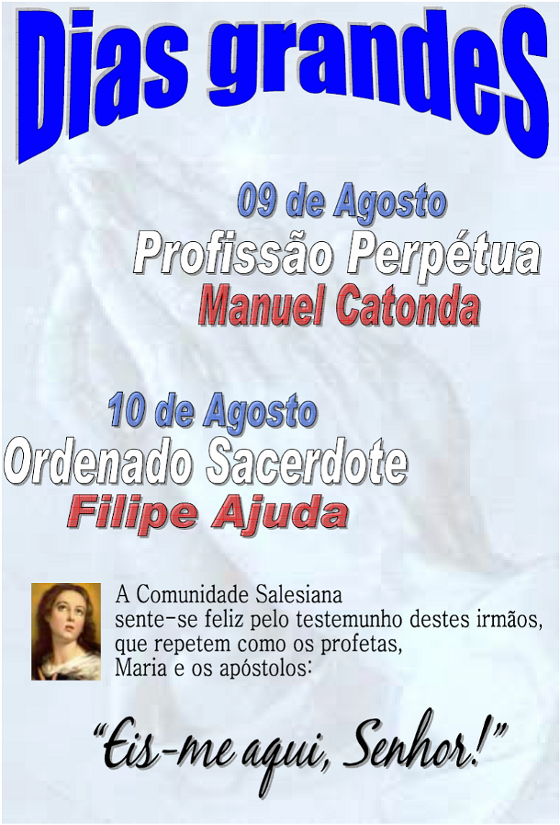 Dias grandeS
09 de Agosto
Profissão Perpétua
Manuel Catonda
10 de Agosto
Ordenado Sacerdote
Filipe Ajuda
A Comunidade Salesiana
sente-se feliz pelo testemunho destes irmãos,
que repetem como os profetas,
Maria e os apóstolos:
“Eis-me aqui, Senhor!”